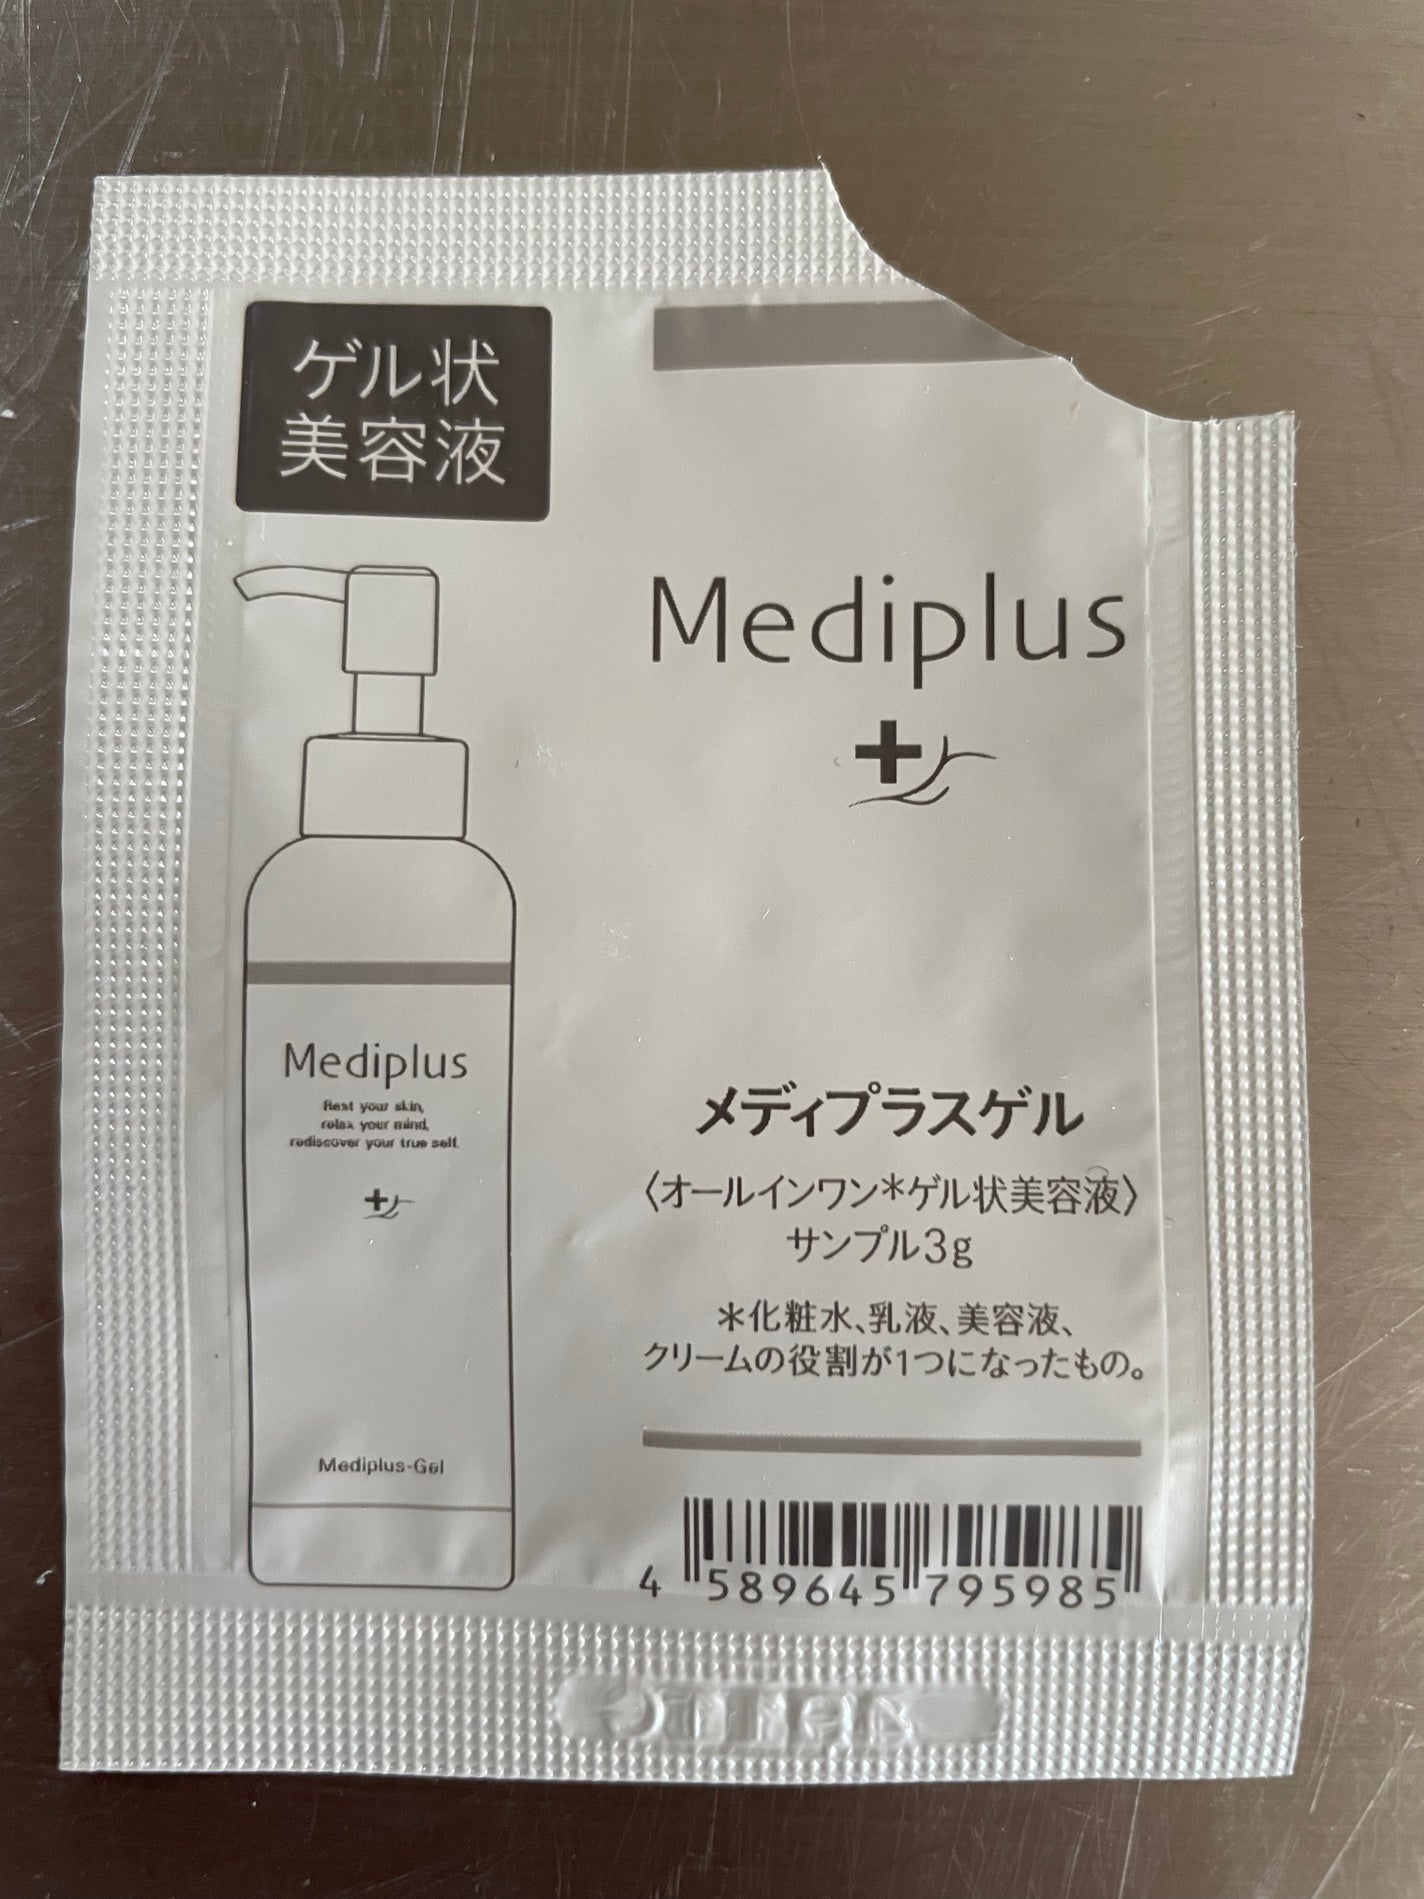 ゲル状
美容液
Mediplus
Mediplus
Rest your skin,
relax your mind,
rediscover your true self.
Mediplus-Gel
メディプラスゲル
〈オールインワン＊ゲル状美容液〉
サンプル3g
＊化粧水、乳液、美容液、
クリームの役割が1つになったもの。
4 589645 795985